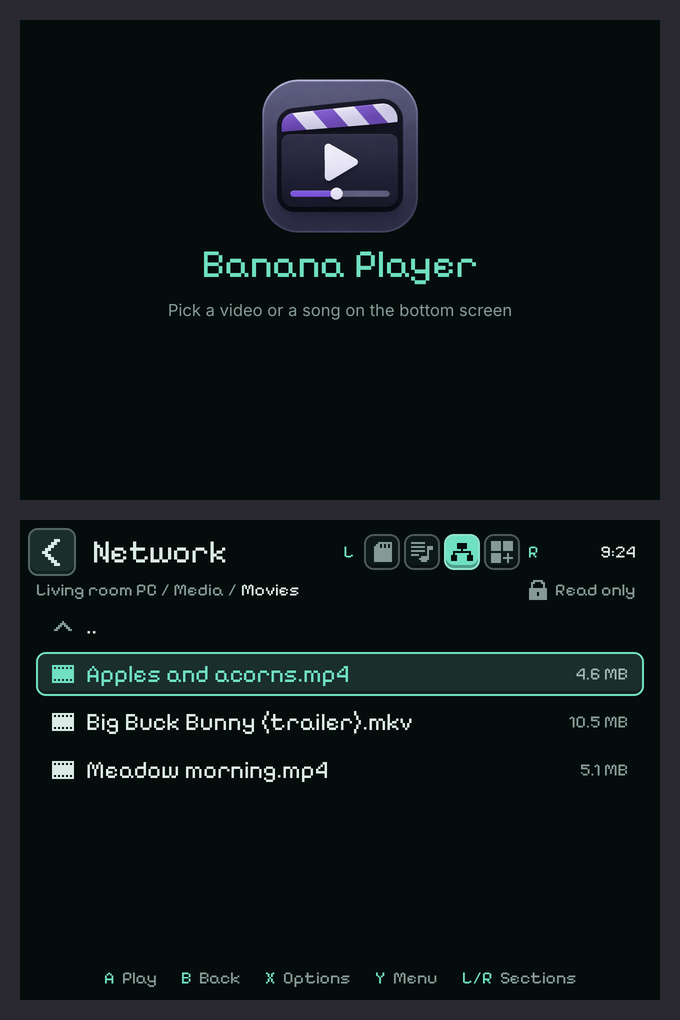 Banana Player
Pick a video or a song on the bottom screen
Network
L
R
9:24
Living room PC / Media / Movies
Read only
..
Apples and acorns.mp4
4.6 MB
Big Buck Bunny (trailer).mkv
10.5 MB
Meadow morning.mp4
5.1 MB
A Play B Back X Options Y Menu L/R Sections